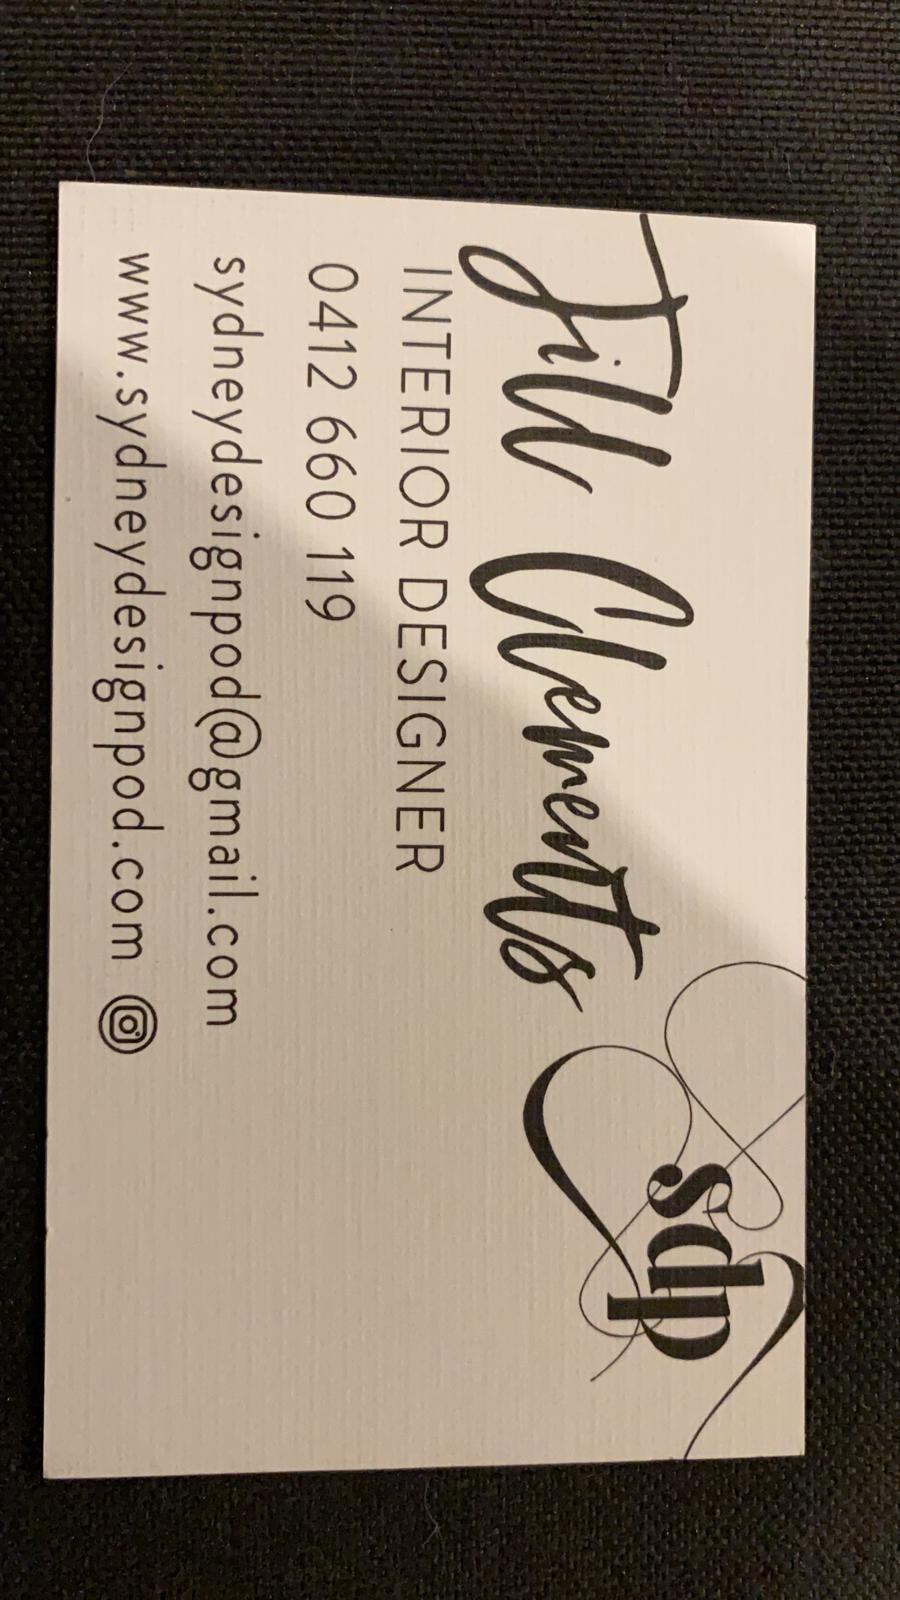 sdp
Jill Clements
INTERIOR DESIGNER
0412 660 119
sydneydesignpod@gmail.com
www.sydneydesignpod.com